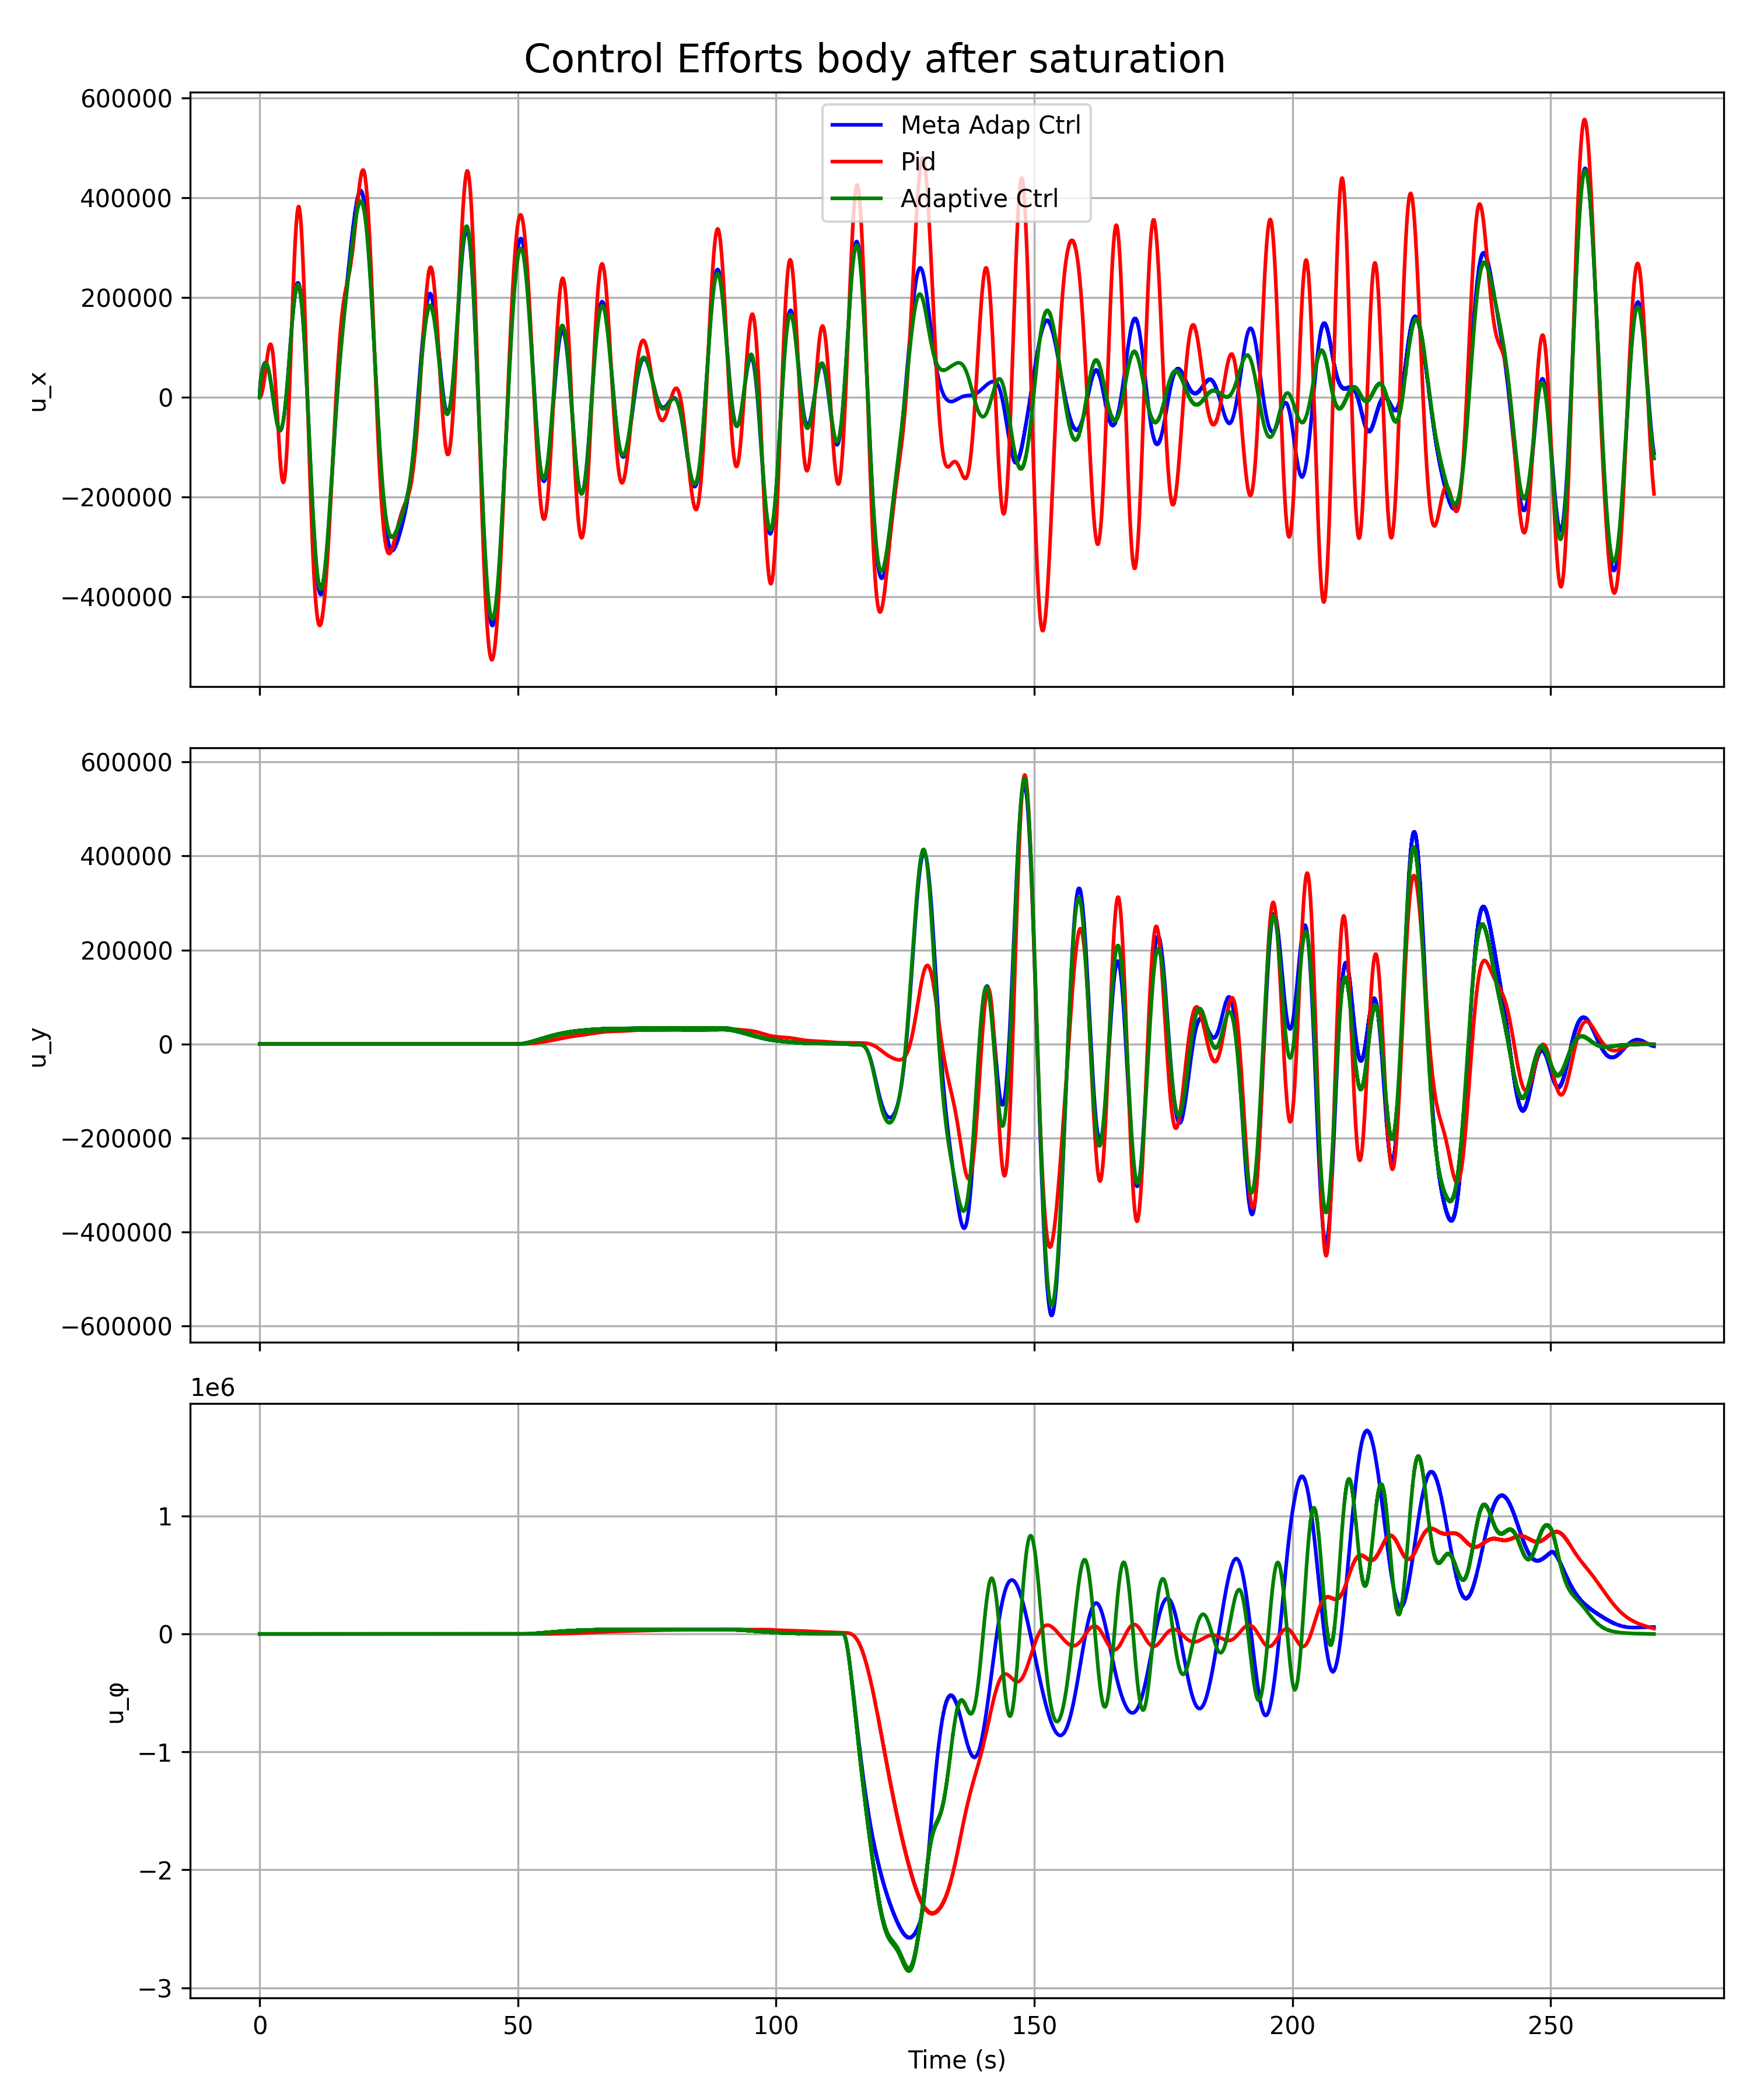 Control Efforts body after saturation
600000
400000
200000
0
−200000
−400000
u_x
Meta Adap Ctrl
Pid
Adaptive Ctrl
600000
400000
200000
0
−200000
−400000
−600000
u_y
1e6
1
0
−1
−2
−3
u_φ
0 50 100 150 200 250
Time (s)